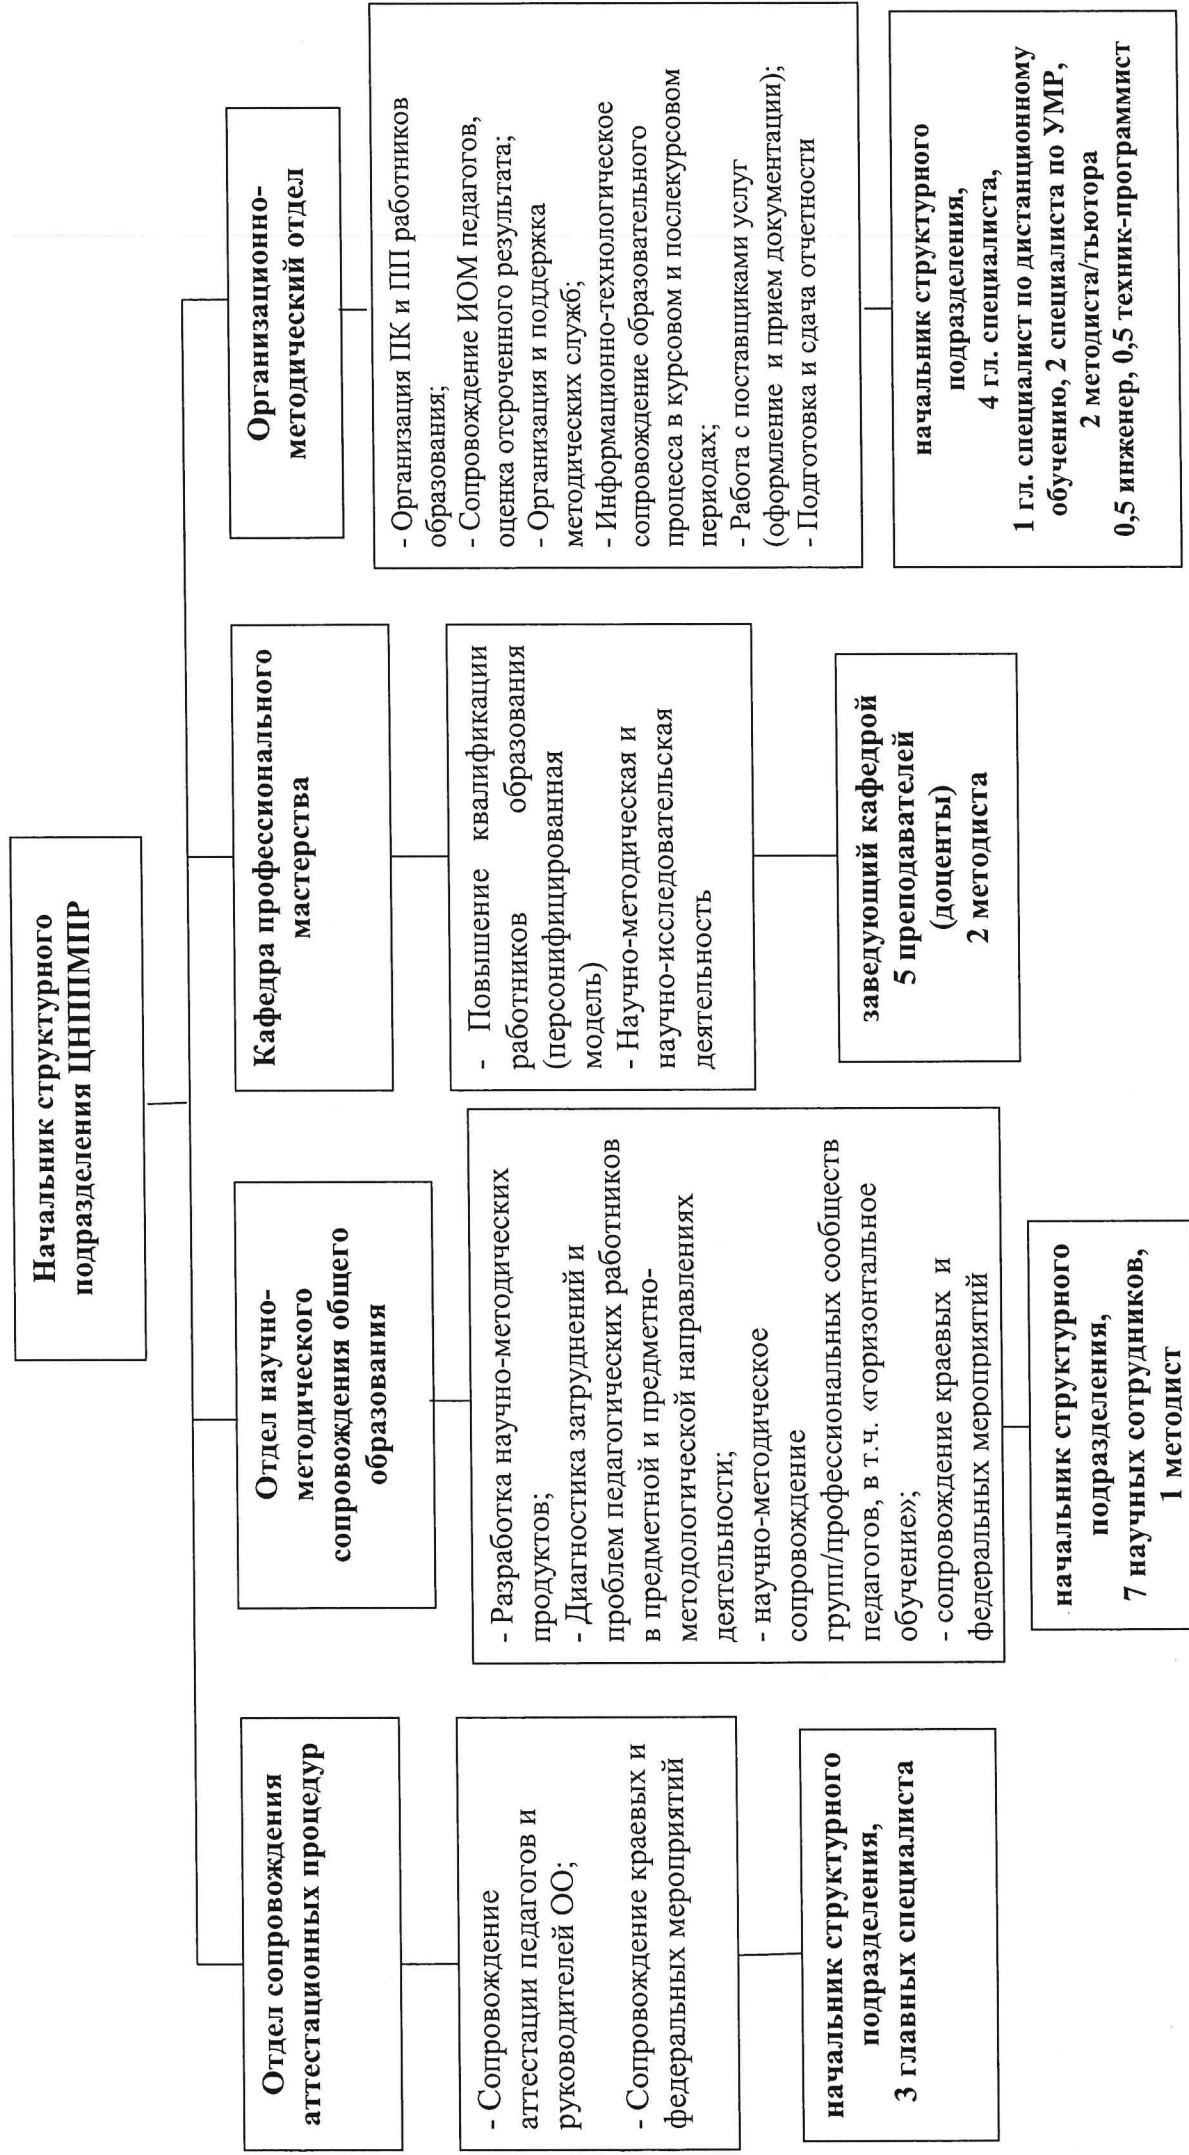 Начальник структурного
подразделения ЦНППМПР
Отдел сопровождения
аттестационных процедур
- Сопровождение
аттестации педагогов и
руководителей ОО;
- Сопровождение краевых и
федеральных мероприятий
начальник структурного
подразделения,
3 главных специалиста
Отдел научно-
методического
сопровождения общего
образования
- Разработка научно-методических
продуктов;
- Диагностика затруднений и
проблем педагогических работников
в предметной и предметно-
методологической направлениях
деятельности;
- научно-методическое
сопровождение
групп/профессиональных сообществ
педагогов, в т.ч. «горизонтальное
обучение»;
- сопровождение краевых и
федеральных мероприятий
начальник структурного
подразделения,
7 научных сотрудников,
1 методист
Кафедра профессионального
мастерства
- Повышение квалификации
работников образования
(персонифицированная
модель)
- Научно-методическая и
научно-исследовательская
деятельность
заведующий кафедрой
5 преподавателей
(доценты)
2 методиста
Организационно-
методический отдел
- Организация ПК и ПП работников
образования;
- Сопровождение ИОМ педагогов,
оценка отсроченного результата;
- Организация и поддержка
методических служб;
- Информационно-технологическое
сопровождение образовательного
процесса в курсовом и послекурсовом
периодах;
- Работа с поставщиками услуг
(оформление и прием документации);
- Подготовка и сдача отчетности
начальник структурного
подразделения,
4 гл. специалиста,
1 гл. специалист по дистанционному
обучению, 2 специалиста по УМР,
2 методиста/тьютора
0,5 инженер, 0,5 техник-программист